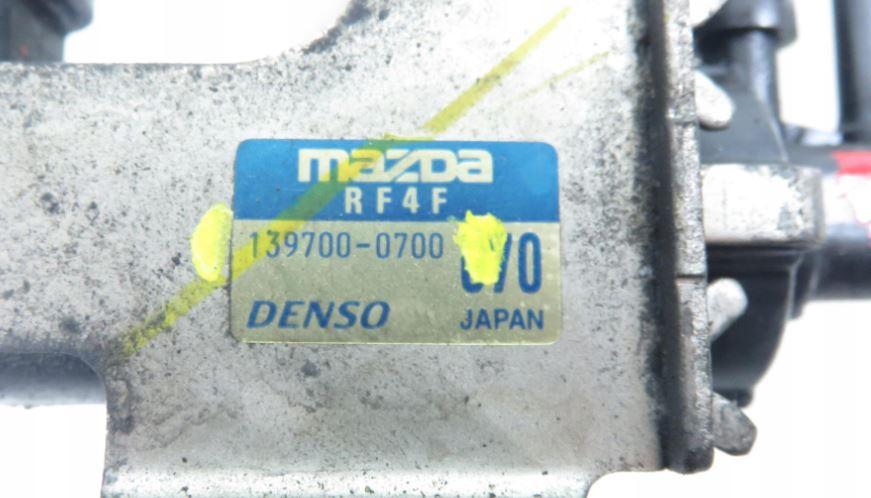 mazda
RF4F
139700-0700
DENSO JAPAN